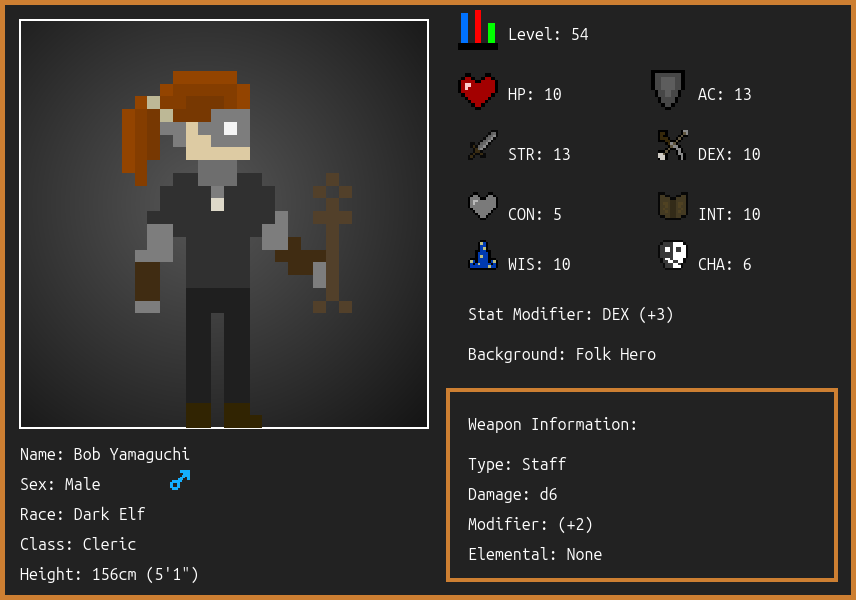 Level: 54
HP: 10
AC: 13
STR: 13
DEX: 10
CON: 5
INT: 10
WIS: 10
CHA: 6
Stat Modifier: DEX (+3)
Background: Folk Hero
Weapon Information:
Type: Staff
Damage: d6
Modifier: (+2)
Elemental: None
Name: Bob Yamaguchi
Sex: Male
Race: Dark Elf
Class: Cleric
Height: 156cm (5'1")